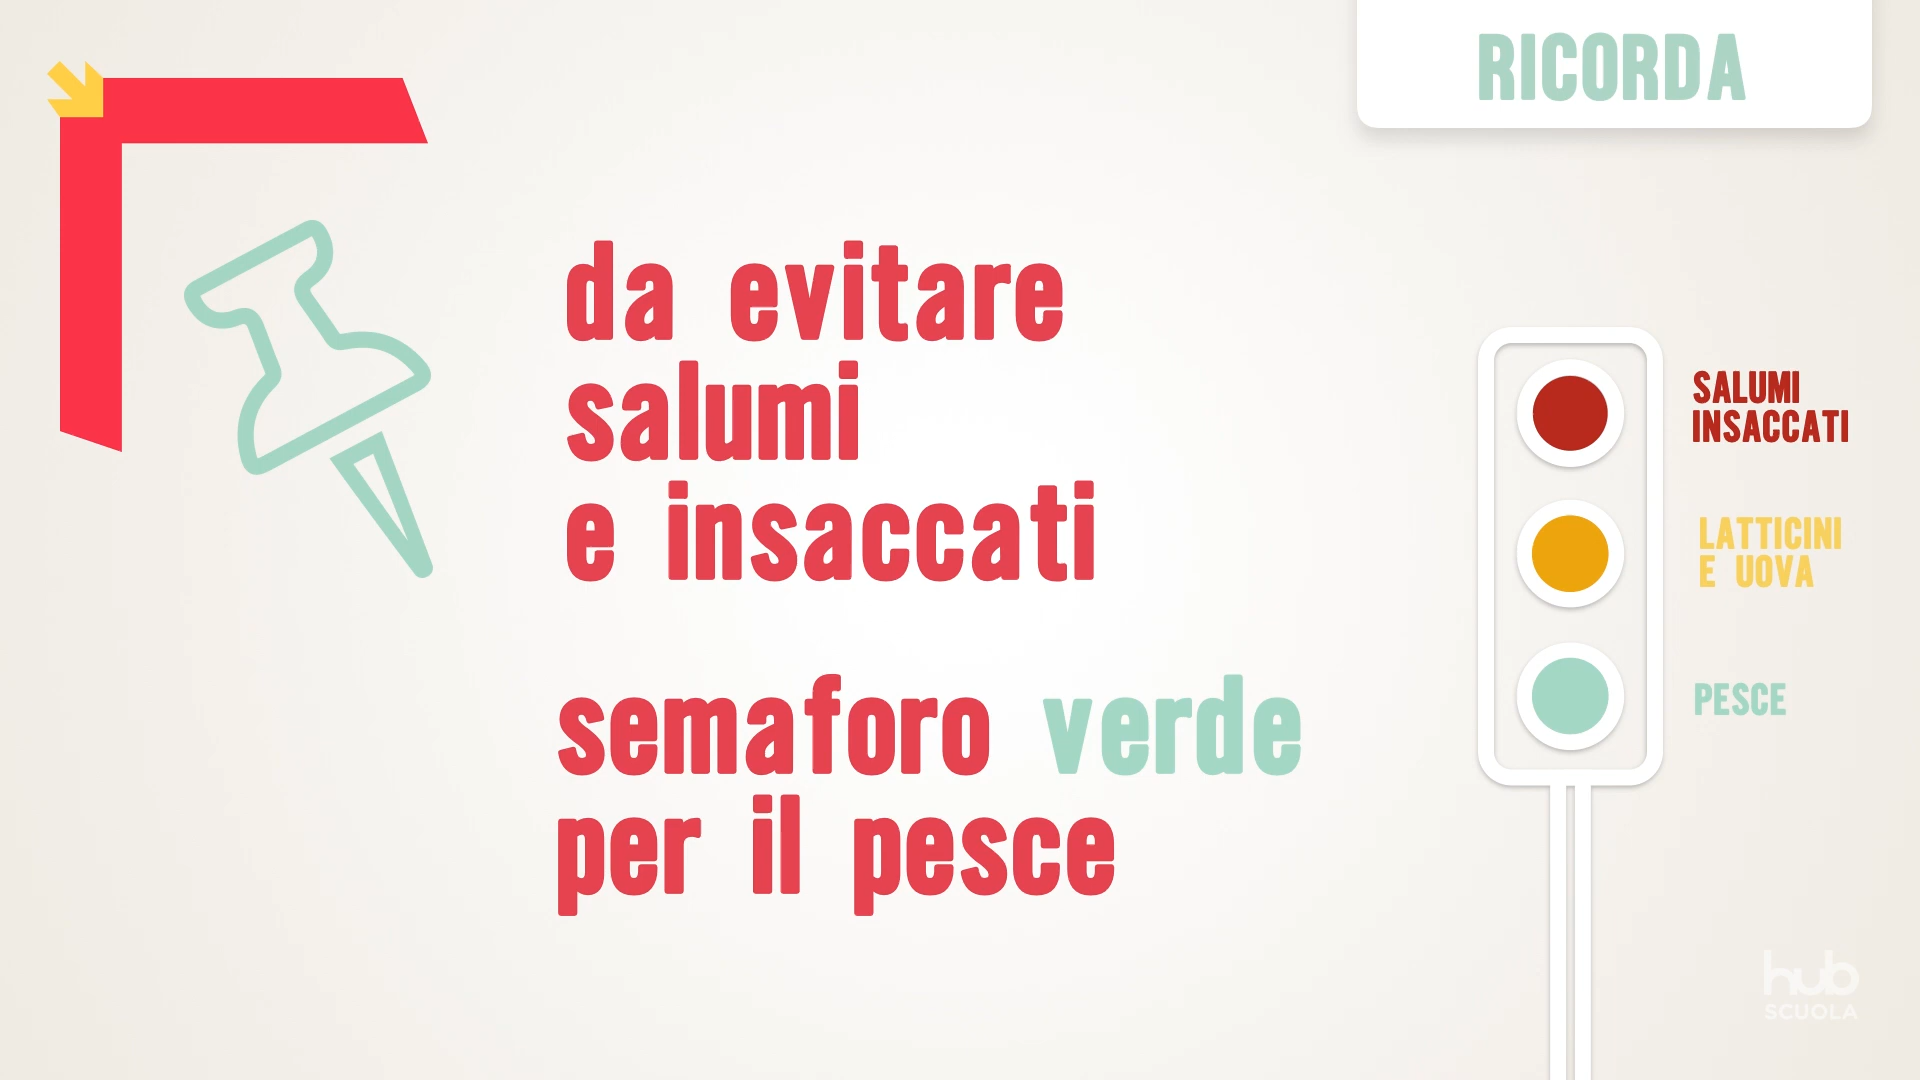 RICORDA
da evitare
salumi
e insaccati
semaforo verde
per il pesce
SALUMI
INSACCATI
LATTICINI
E UOVA
PESCE
hub
SCUOLA